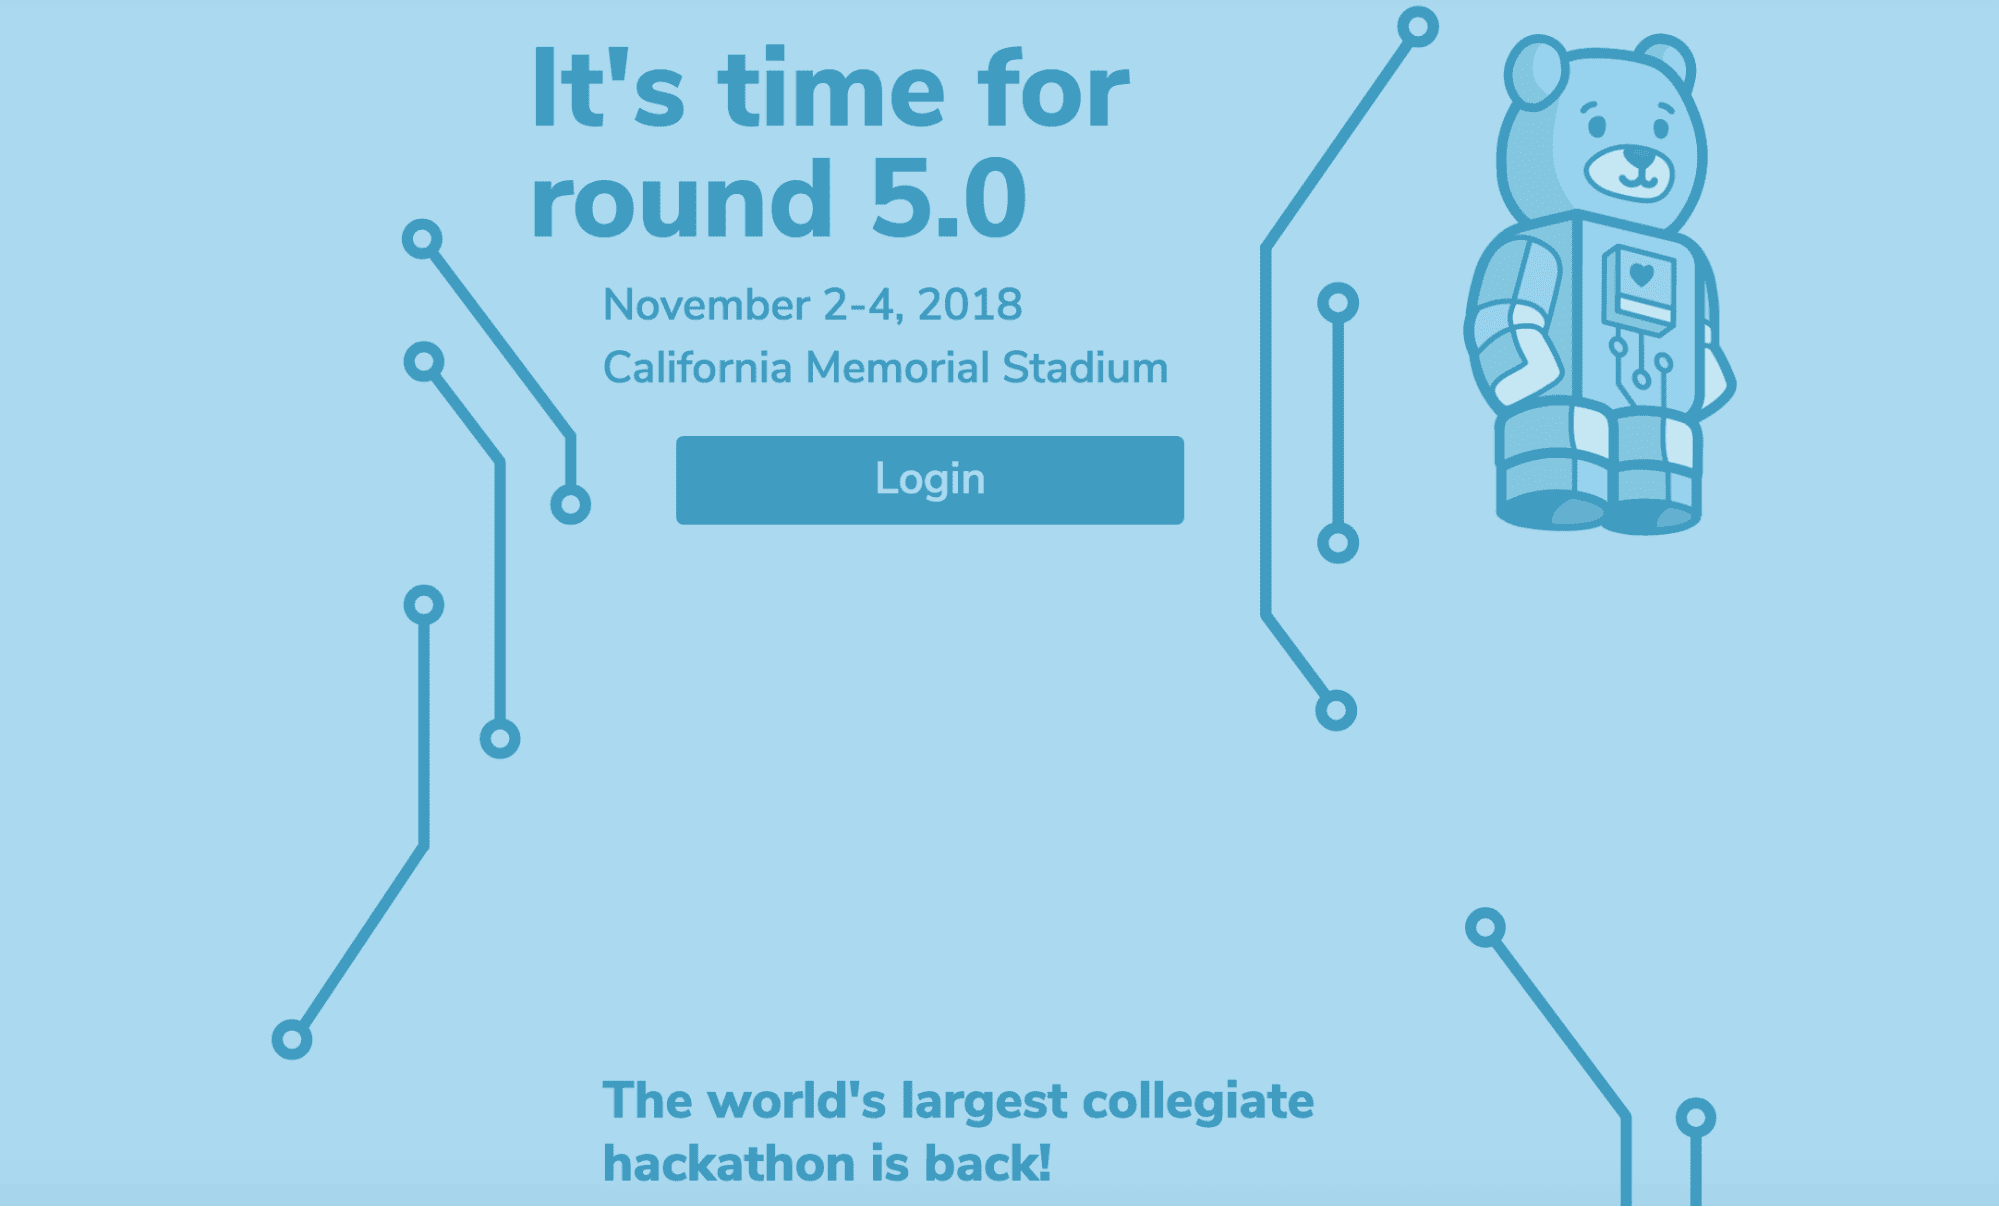 It's time for
round 5.0
November 2-4, 2018
California Memorial Stadium
Login
The world's largest collegiate
hackathon is back!